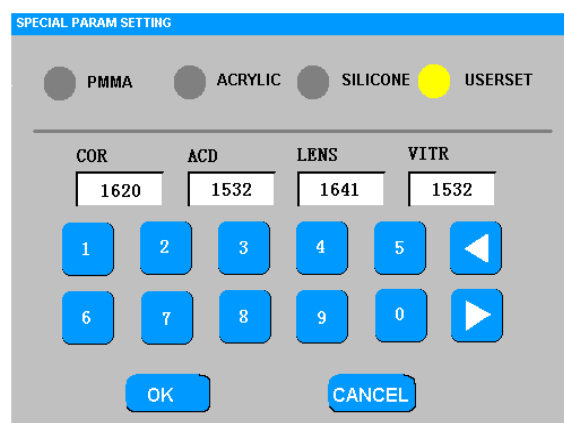 SPECIAL PARAM SETTING
PMMA ACRYLIC SILICONE USERSET
COR ACD LENS VITR
1620 1532 1641 1532
1 2 3 4 5
6 7 8 9 0
OK CANCEL